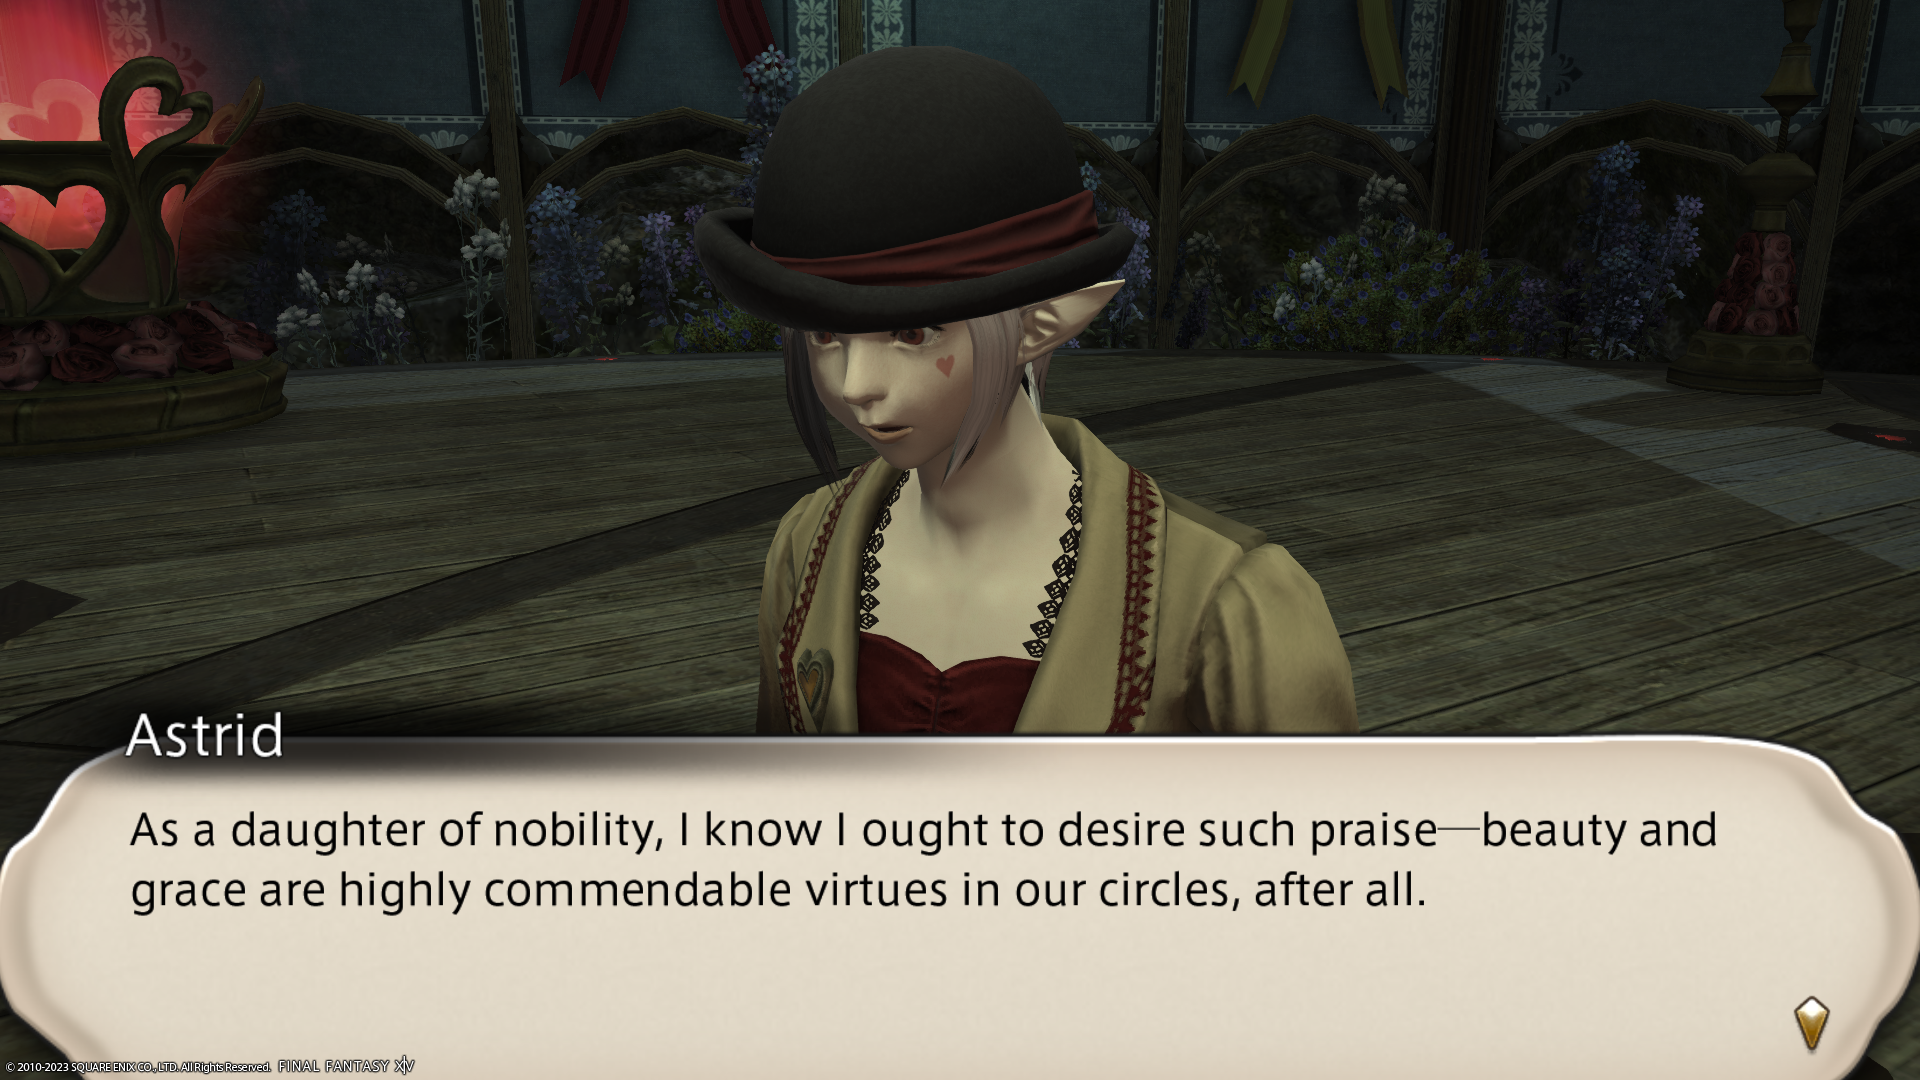 Astrid
As a daughter of nobility, I know I ought to desire such praise—beauty and
grace are highly commendable virtues in our circles, after all.
© 2010-2023 SQUARE ENIX CO., LTD. All Rights Reserved. FINAL FANTASY XIV